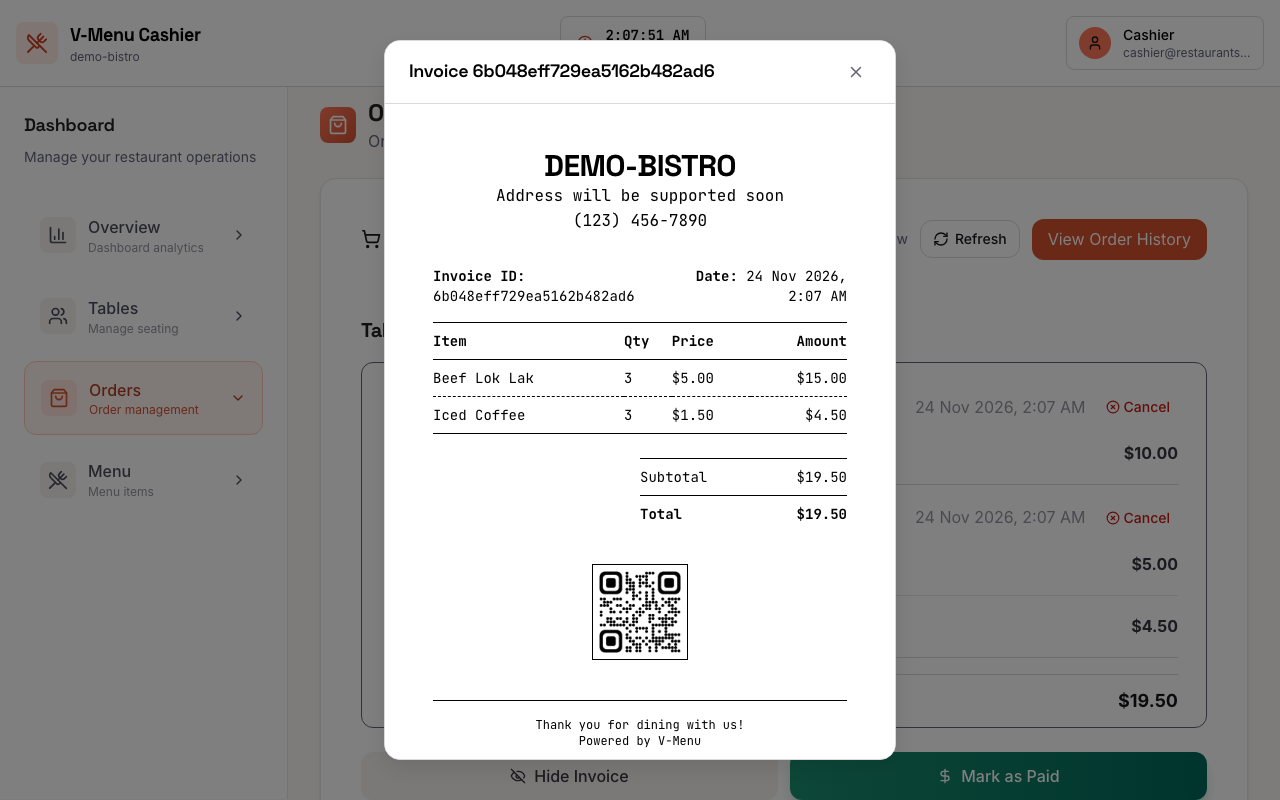 V-Menu Cashier
demo-bistro
2:07:51 AM
Cashier
cashier@restaurants...
Dashboard
Manage your restaurant operations
Overview
Dashboard analytics
Tables
Manage seating
Orders
Order management
Menu
Menu items
Refresh
View Order History
24 Nov 2026, 2:07 AM
Cancel
$10.00
24 Nov 2026, 2:07 AM
Cancel
$5.00
$4.50
$19.50
Hide Invoice
Mark as Paid
Invoice 6b048eff729ea5162b482ad6
DEMO-BISTRO
Address will be supported soon
(123) 456-7890
Invoice ID:
6b048eff729ea5162b482ad6
Date: 24 Nov 2026,
2:07 AM
Item Qty Price Amount
Beef Lok Lak 3 $5.00 $15.00
Iced Coffee 3 $1.50 $4.50
Subtotal $19.50
Total $19.50
Thank you for dining with us!
Powered by V-Menu